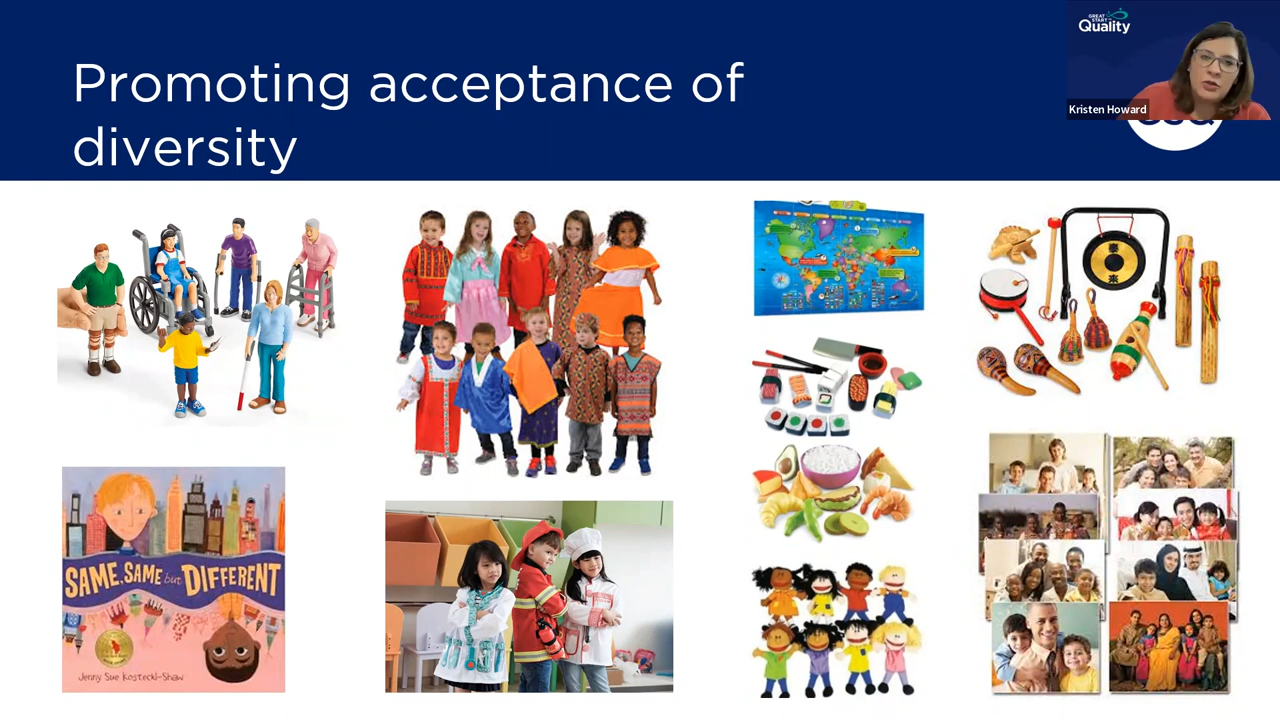 Promoting acceptance of
diversity
GREAT
START
Quality
Kristen Howard
SAME, SAME but DIFFERENT
Jenny Sue Kostecki-Shaw